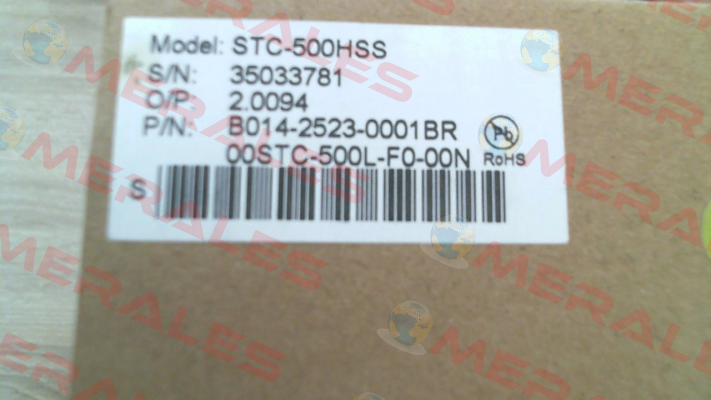 Model: STC-500HSS
S/N: 35033781
O/P: 2.0094
P/N: B014-2523-0001BR
00STC-500L-F0-00N
Pb
RoHS
S
MERALES
MERALES
MERALES
MERALES
MERALES
MERALES